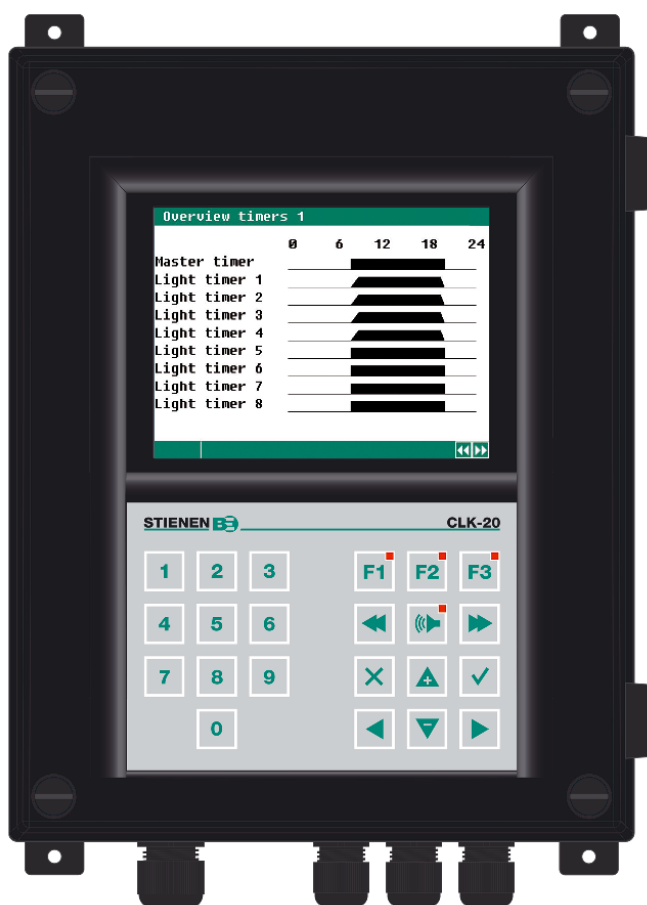 Overview timers 1
0 6 12 18 24
Master timer
Light timer 1
Light timer 2
Light timer 3
Light timer 4
Light timer 5
Light timer 6
Light timer 7
Light timer 8
STIENEN BE CLK-20
1 2 3 F1 F2 F3
4 5 6
7 8 9
0